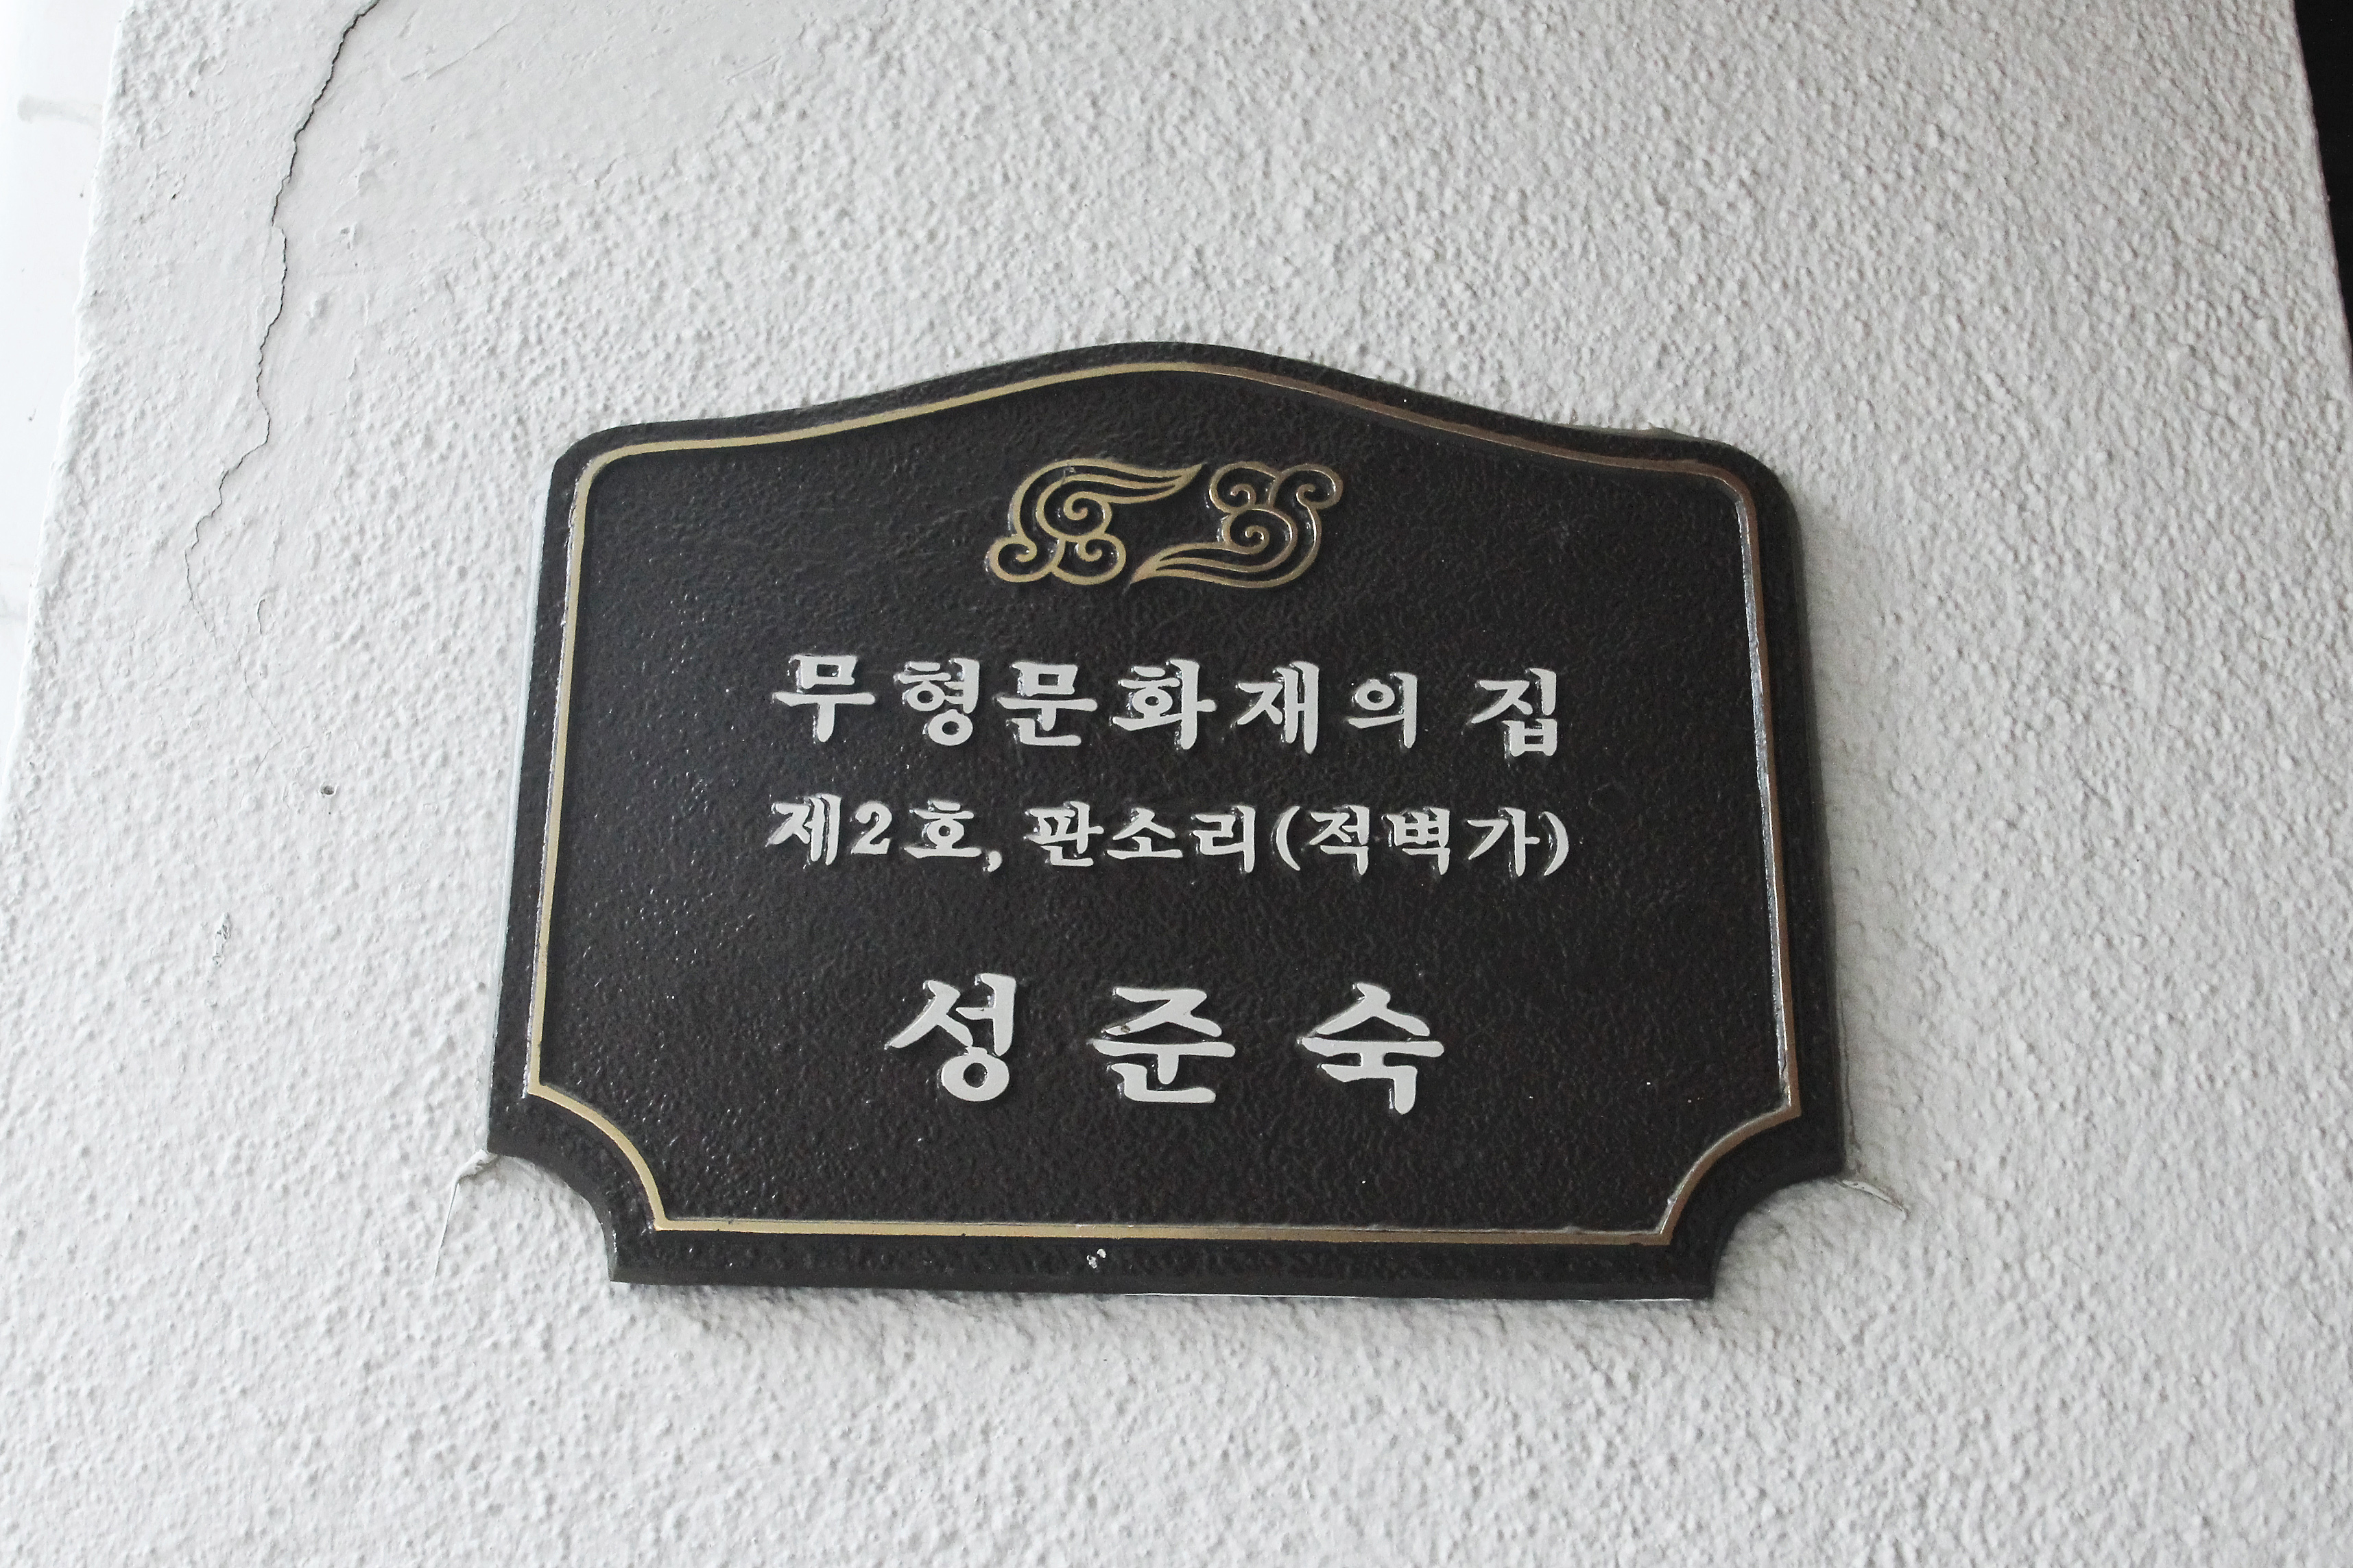 무형문화재의 집
제2호, 판소리(적벽가)
성준숙